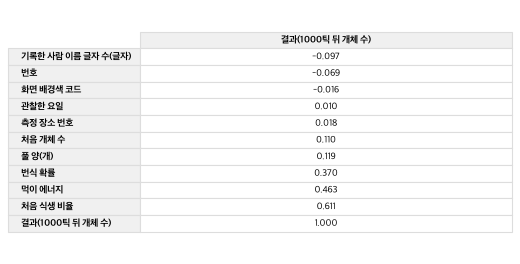 결과(1000틱 뒤 개체 수)
기록한 사람 이름 글자 수(글자) -0.097
번호 -0.069
화면 배경색 코드 -0.016
관찰한 요일 0.010
측정 장소 번호 0.018
처음 개체 수 0.110
풀 양(개) 0.119
번식 확률 0.370
먹이 에너지 0.463
처음 식생 비율 0.611
결과(1000틱 뒤 개체 수) 1.000